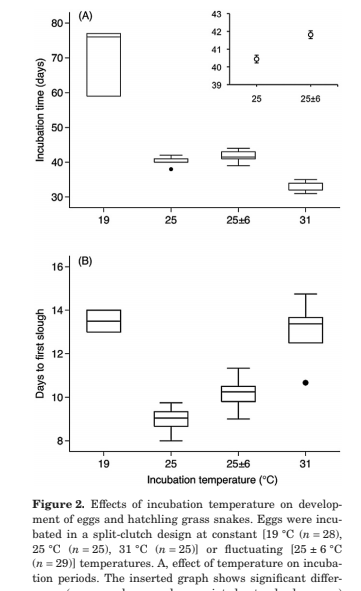 (A)
80
70
60
50
40
30
Incubation time (days)
19
25
25±6
31
43
42
41
40
39
25
25±6
(B)
16
14
12
10
8
Days to first slough
19
25
25±6
31
Incubation temperature (°C)
Figure 2. Effects of incubation temperature on develop-
ment of eggs and hatchling grass snakes. Eggs were incu-
bated in a split-clutch design at constant [19 °C (n = 28),
25 °C (n = 25), 31 °C (n = 25)] or fluctuating [25 ± 6 °C
(n = 29)] temperatures. A, effect of temperature on incuba-
tion periods. The inserted graph shows significant differ-